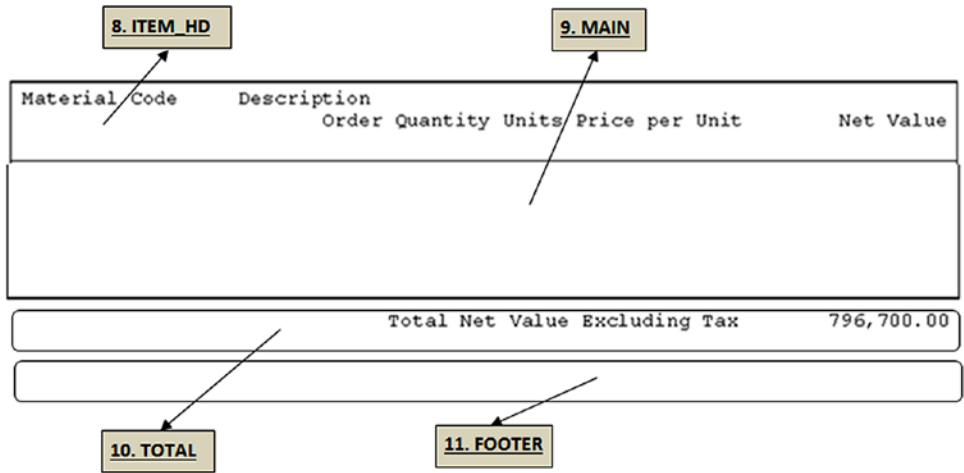 8. ITEM_HD
9. MAIN
Material Code Description
Order Quantity Units Price per Unit Net Value
Total Net Value Excluding Tax 796,700.00
10. TOTAL
11. FOOTER